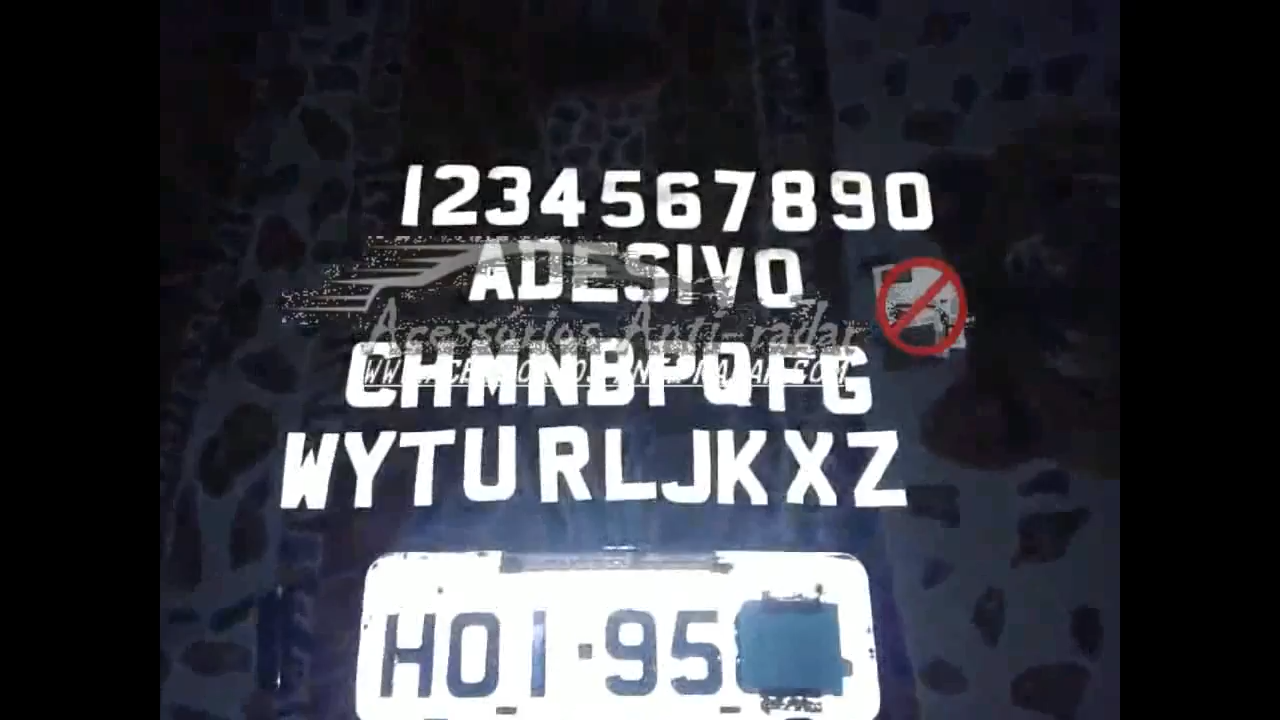 1234567890
ADESIVO
Acessórios Anti-radar
CHMNBPQFG
WYTURLJKXZ
HOI·95